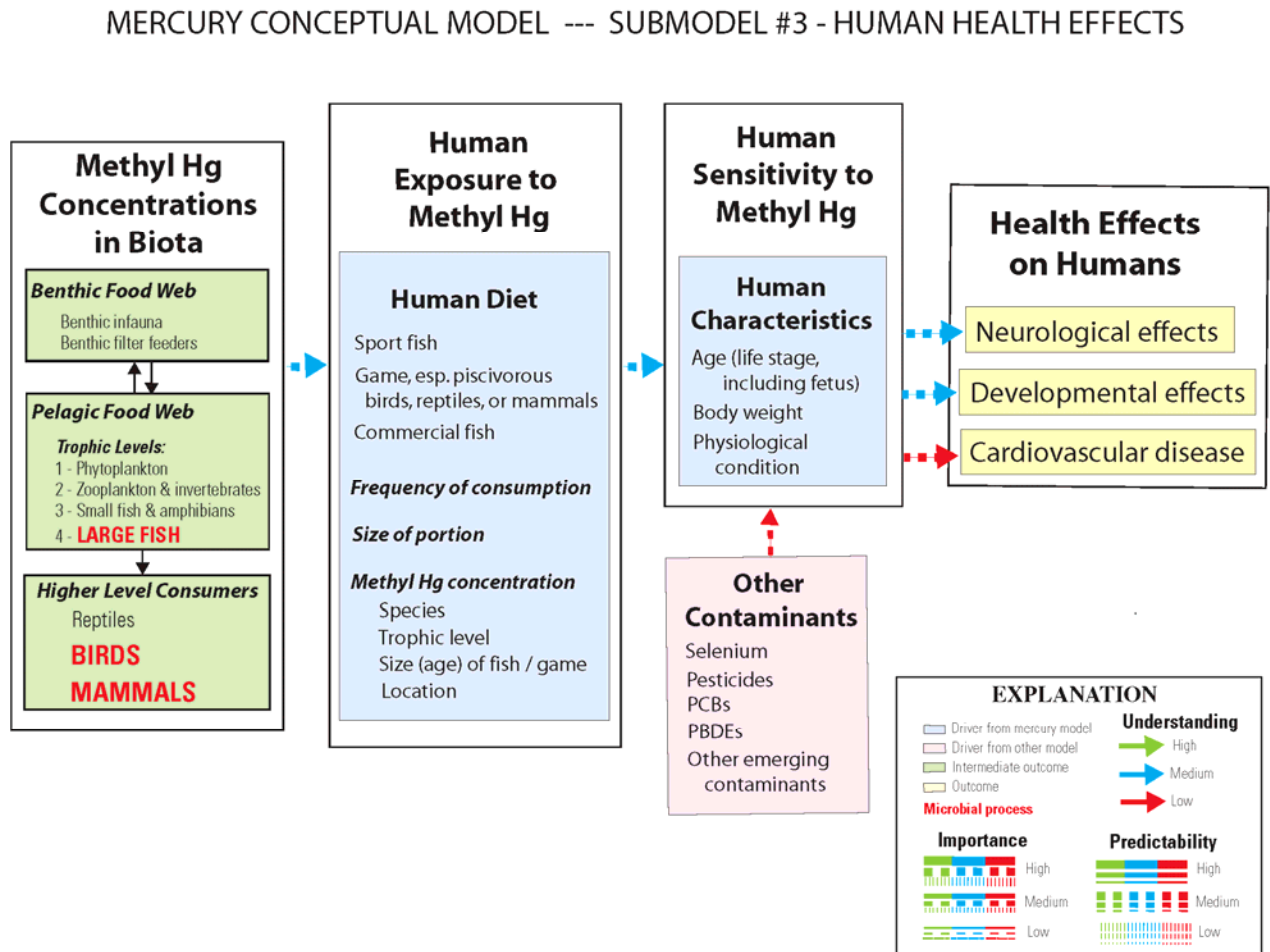 MERCURY CONCEPTUAL MODEL --- SUBMODEL #3 - HUMAN HEALTH EFFECTS
Methyl Hg
Concentrations
in Biota
Benthic Food Web
Benthic infauna
Benthic filter feeders
Pelagic Food Web
Trophic Levels:
1 - Phytoplankton
2 - Zooplankton & invertebrates
3 - Small fish & amphibians
4 - LARGE FISH
Higher Level Consumers
Reptiles
BIRDS
MAMMALS
Human
Exposure to
Methyl Hg
Human Diet
Sport fish
Game, esp. piscivorous
birds, reptiles, or mammals
Commercial fish
Frequency of consumption
Size of portion
Methyl Hg concentration
Species
Trophic level
Size (age) of fish / game
Location
Human
Sensitivity to
Methyl Hg
Human
Characteristics
Age (life stage,
including fetus)
Body weight
Physiological
condition
Other
Contaminants
Selenium
Pesticides
PCBs
PBDEs
Other emerging
contaminants
Health Effects
on Humans
Neurological effects
Developmental effects
Cardiovascular disease
EXPLANATION
Driver from mercury model
Driver from other model
Intermediate outcome
Outcome
Microbial process
Understanding
High
Medium
Low
Importance
High
Medium
Low
Predictability
High
Medium
Low